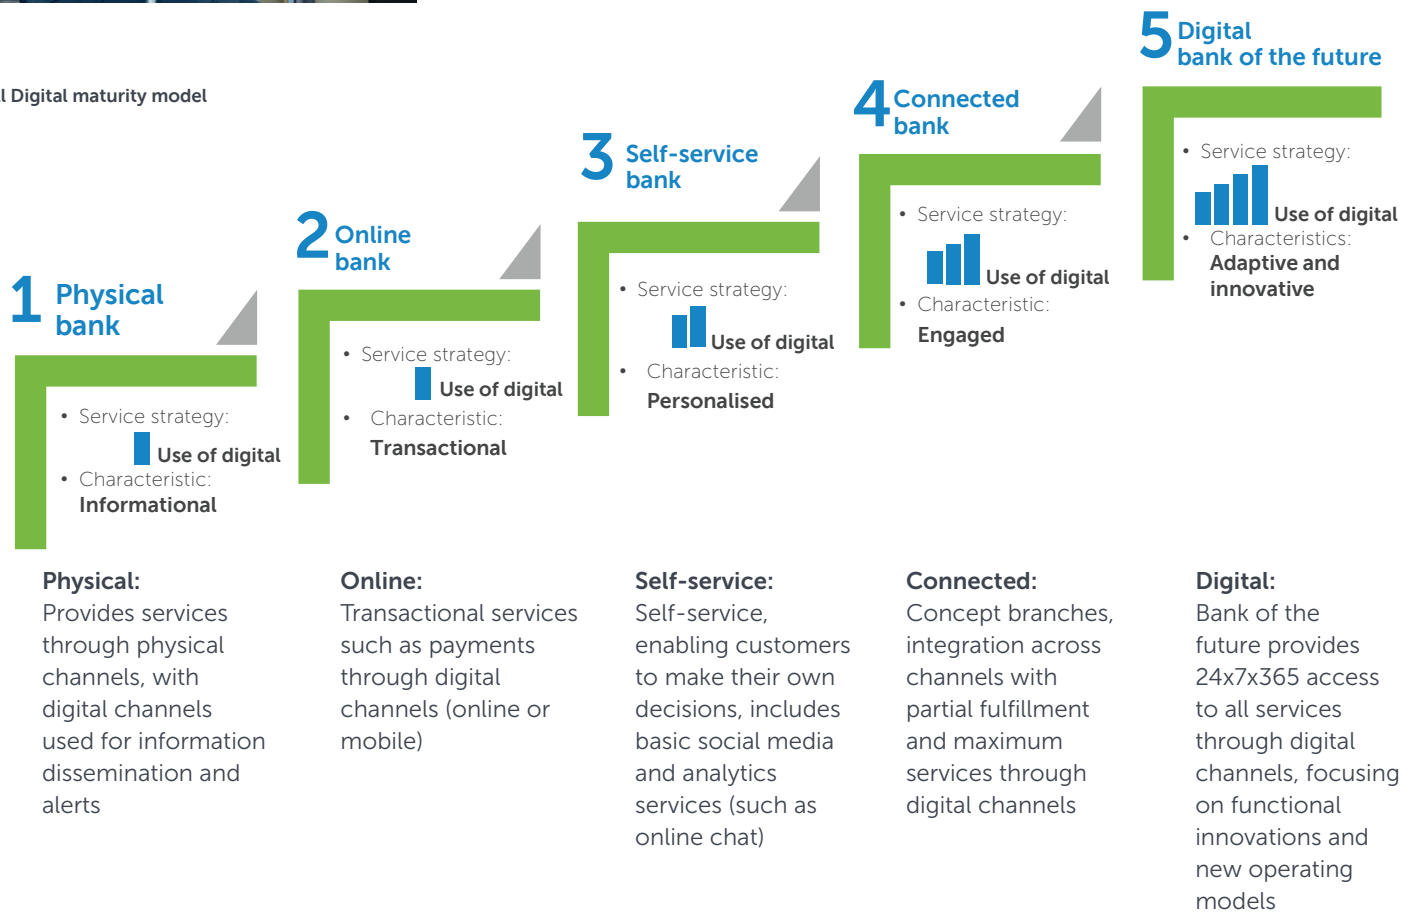 Digital maturity model
1 Physical
bank
• Service strategy:
Use of digital
• Characteristic:
Informational
2 Online
bank
• Service strategy:
Use of digital
• Characteristic:
Transactional
3 Self-service
bank
• Service strategy:
Use of digital
• Characteristic:
Personalised
4 Connected
bank
• Service strategy:
Use of digital
• Characteristic:
Engaged
5 Digital
bank of the future
• Service strategy:
Use of digital
• Characteristics:
Adaptive and
innovative
Physical:
Provides services
through physical
channels, with
digital channels
used for information
dissemination and
alerts
Online:
Transactional services
such as payments
through digital
channels (online or
mobile)
Self-service:
Self-service,
enabling customers
to make their own
decisions, includes
basic social media
and analytics
services (such as
online chat)
Connected:
Concept branches,
integration across
channels with
partial fulfillment
and maximum
services through
digital channels
Digital:
Bank of the
future provides
24x7x365 access
to all services
through digital
channels, focusing
on functional
innovations and
new operating
models